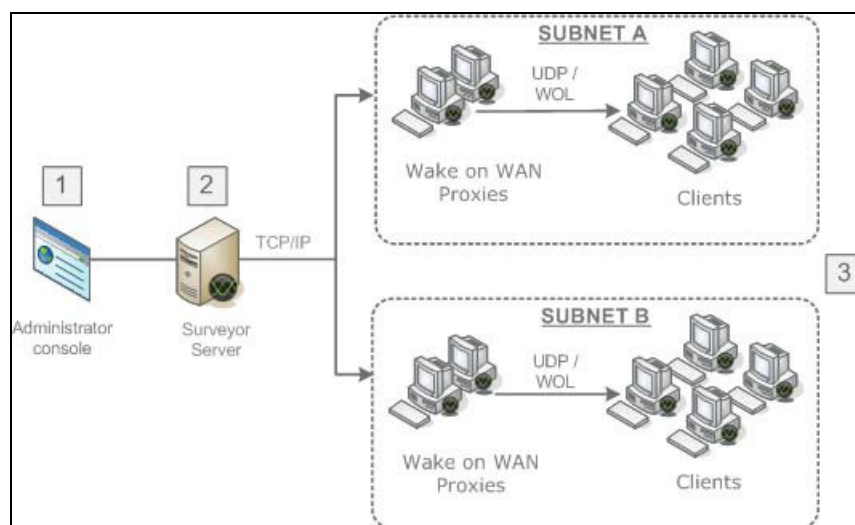 SUBNET A
UDP /
WOL
Wake on WAN
Proxies
Clients
1
2
TCP/IP
3
Administrator
console
Surveyor
Server
SUBNET B
UDP /
WOL
Wake on WAN
Proxies
Clients